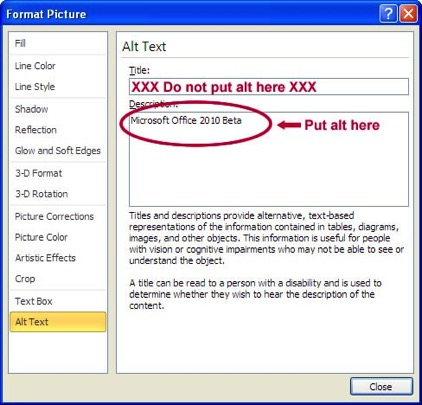 Format Picture
Fill
Line Color
Line Style
Shadow
Reflection
Glow and Soft Edges
3-D Format
3-D Rotation
Picture Corrections
Picture Color
Artistic Effects
Crop
Text Box
Alt Text
Alt Text
Title:
XXX Do not put alt here XXX
Description:
Microsoft Office 2010 Beta
Put alt here
Titles and descriptions provide alternative, text-based
representations of the information contained in tables, diagrams,
images, and other objects. This information is useful for people
with vision or cognitive impairments who may not be able to see or
understand the object.
A title can be read to a person with a disability and is used to
determine whether they wish to hear the description of the
content.
Close